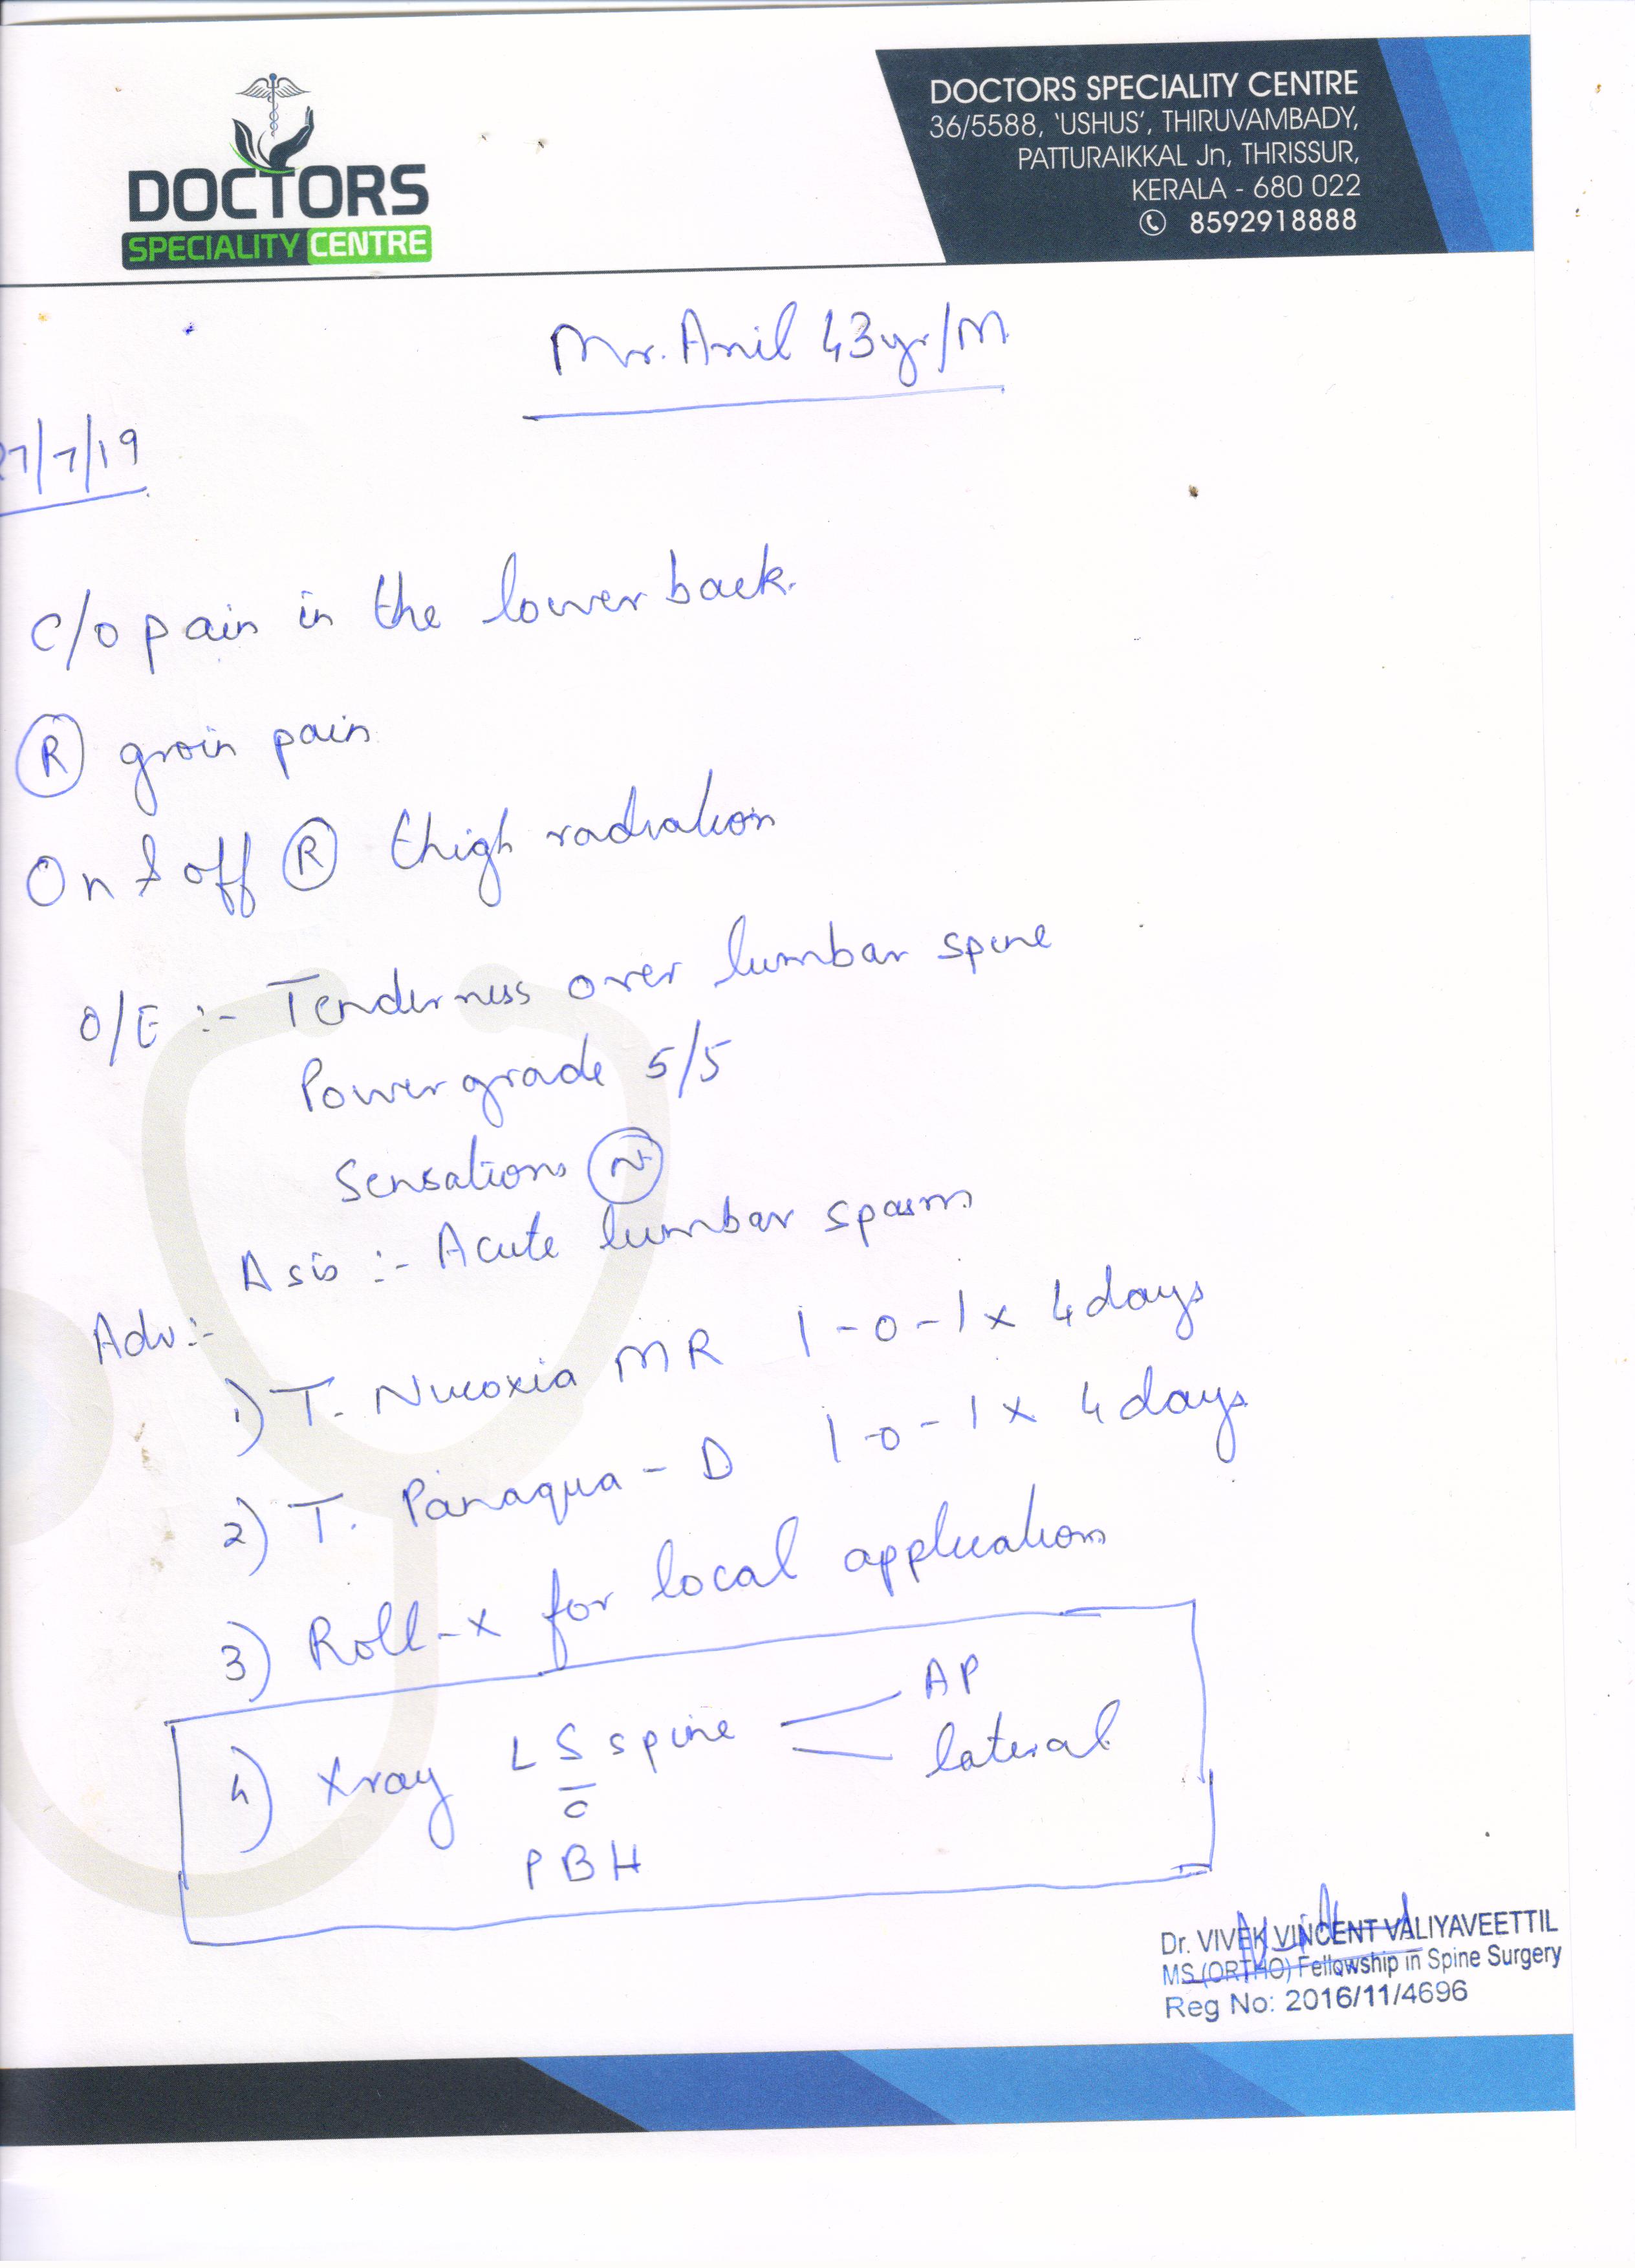 DOCTORS
SPECIALITY CENTRE
DOCTORS SPECIALITY CENTRE
36/5588, 'USHUS', THIRUVAMBADY,
PATTURAIKKAL Jn, THRISSUR,
KERALA - 680 022
8592918888
Mr. Anil 43yr/M
27/7/19
C/o pain in the lower back.
R groin pain
On & off R thigh radiation
O/E :- Tenderness over lumbar spine
Power grade 5/5
Sensations N
Δsis :- Acute lumbar spasm
Adv :-
1) T. Nucoxia MR 1-0-1 x 4 days
2) T. Panaqua - D 1-0-1 x 4 days
3) Roll-x for local application
4) Xray LS spine AP
lateral
c̅
PBH
Dr. VIVEK VINCENT VALIYAVEETTIL
MS (ORTHO) Fellowship in Spine Surgery
Reg No: 2016/11/4696